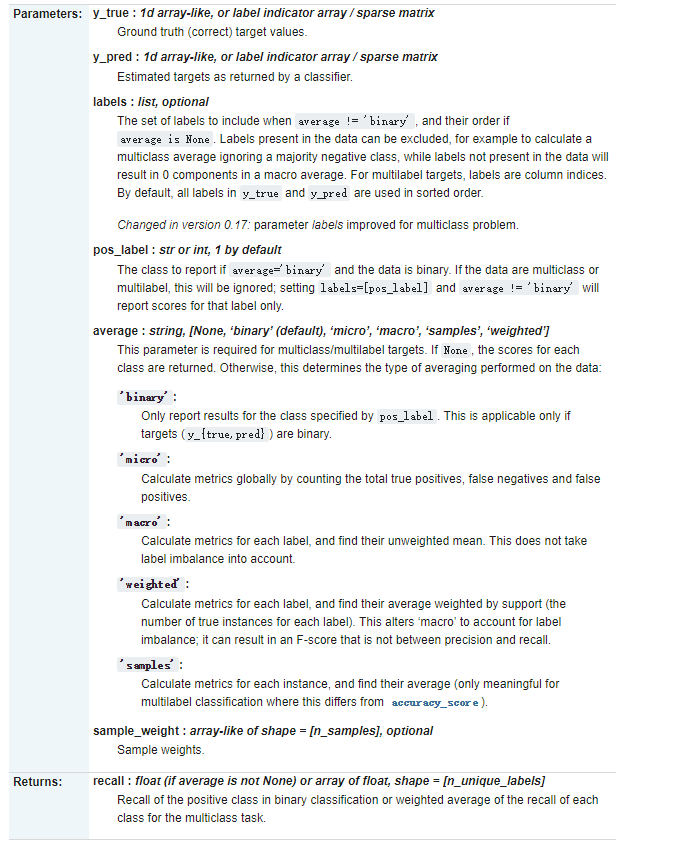 Parameters: y_true : 1d array-like, or label indicator array / sparse matrix
Ground truth (correct) target values.
y_pred : 1d array-like, or label indicator array / sparse matrix
Estimated targets as returned by a classifier.
labels : list, optional
The set of labels to include when average != 'binary' , and their order if
average is None . Labels present in the data can be excluded, for example to calculate a
multiclass average ignoring a majority negative class, while labels not present in the data will
result in 0 components in a macro average. For multilabel targets, labels are column indices.
By default, all labels in y_true and y_pred are used in sorted order.
Changed in version 0.17: parameter labels improved for multiclass problem.
pos_label : str or int, 1 by default
The class to report if average='binary' and the data is binary. If the data are multiclass or
multilabel, this will be ignored; setting labels=[pos_label] and average != 'binary' will
report scores for that label only.
average : string, [None, ‘binary’ (default), ‘micro’, ‘macro’, ‘samples’, ‘weighted’]
This parameter is required for multiclass/multilabel targets. If None , the scores for each
class are returned. Otherwise, this determines the type of averaging performed on the data:
'binary' :
Only report results for the class specified by pos_label . This is applicable only if
targets ( y_{true,pred} ) are binary.
'micro' :
Calculate metrics globally by counting the total true positives, false negatives and false
positives.
'macro' :
Calculate metrics for each label, and find their unweighted mean. This does not take
label imbalance into account.
'weighted' :
Calculate metrics for each label, and find their average weighted by support (the
number of true instances for each label). This alters ‘macro’ to account for label
imbalance; it can result in an F-score that is not between precision and recall.
'samples' :
Calculate metrics for each instance, and find their average (only meaningful for
multilabel classification where this differs from accuracy_score ).
sample_weight : array-like of shape = [n_samples], optional
Sample weights.
Returns: recall : float (if average is not None) or array of float, shape = [n_unique_labels]
Recall of the positive class in binary classification or weighted average of the recall of each
class for the multiclass task.